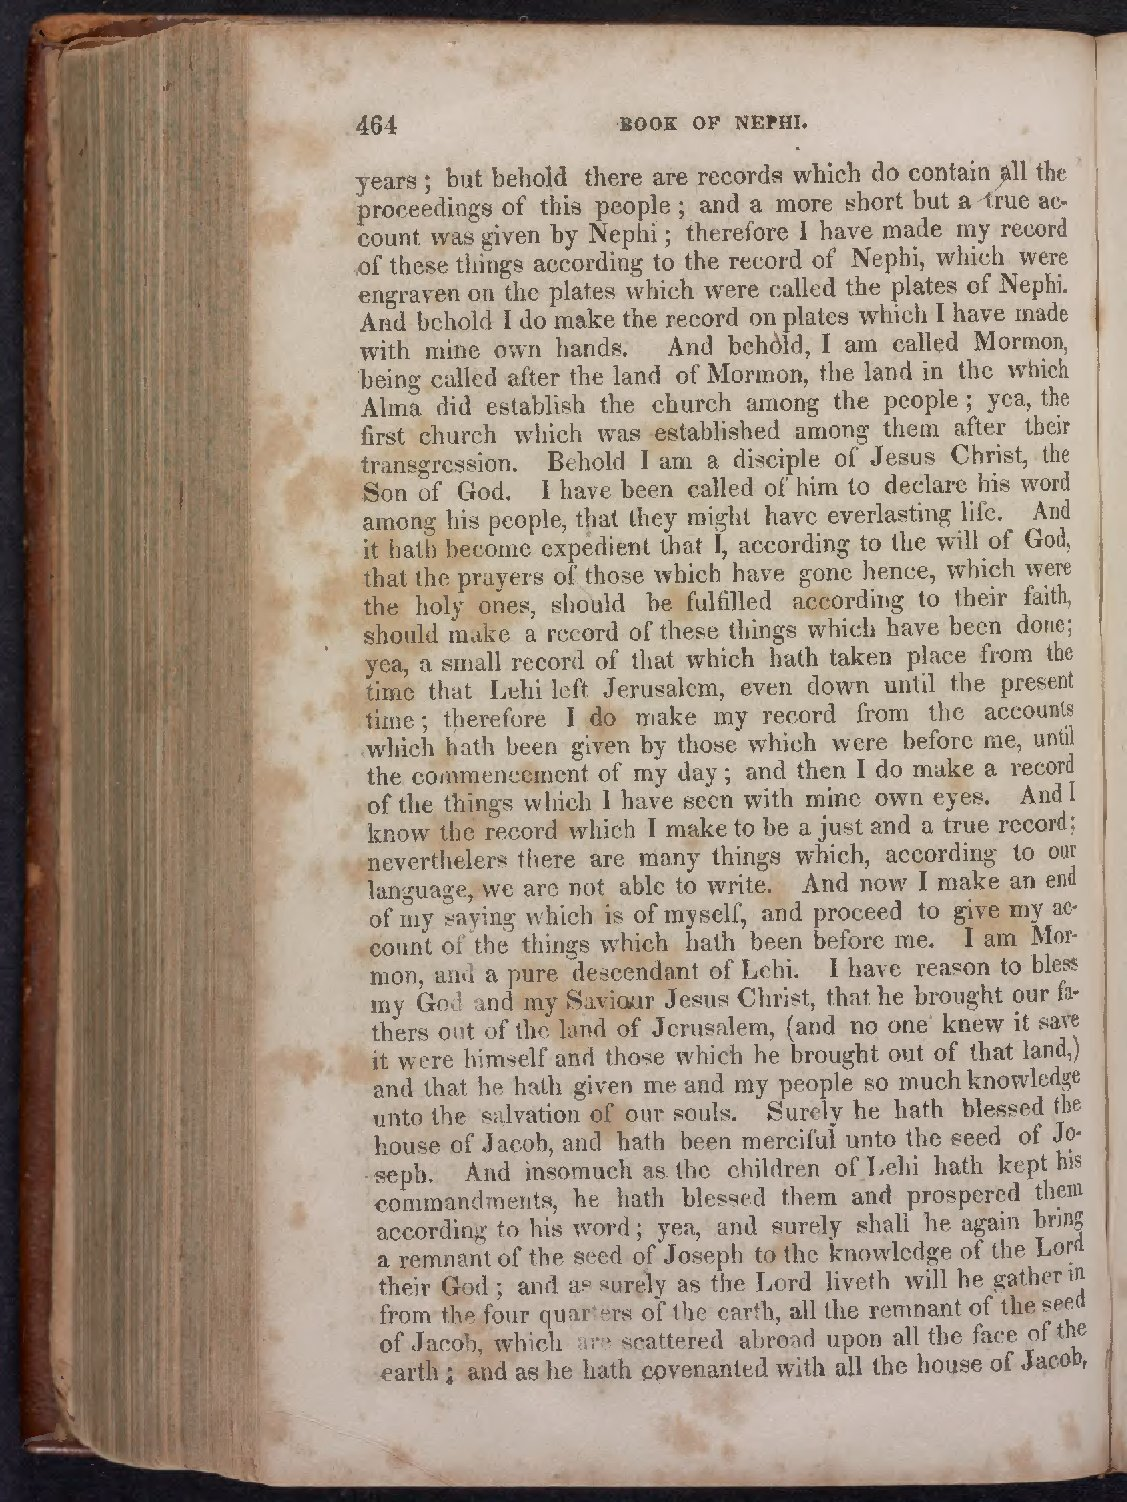 464 BOOK OF NEPHI.
years; but behold there are records which do contain all the
proceedings of this people; and a more short but a true ac-
count was given by Nephi; therefore I have made my record
of these things according to the record of Nephi, which were
engraven on the plates which were called the plates of Nephi.
And behold I do make the record on plates which I have made
with mine own hands. And behold, I am called Mormon,
being called after the land of Mormon, the land in the which
Alma did establish the church among the people; yea, the
first church which was established among them after their
transgression. Behold I am a disciple of Jesus Christ, the
Son of God. I have been called of him to declare his word
among his people, that they might have everlasting life. And
it hath become expedient that I, according to the will of God,
that the prayers of those which have gone hence, which were
the holy ones, should be fulfilled according to their faith,
should make a record of these things which have been done;
yea, a small record of that which hath taken place from the
time that Lehi left Jerusalem, even down until the present
time; therefore I do make my record from the accounts
which hath been given by those which were before me, until
the commencement of my day; and then I do make a record
of the things which I have seen with mine own eyes. And I
know the record which I make to be a just and a true record;
neverthelers there are many things which, according to our
language, we are not able to write. And now I make an end
of my saying which is of myself, and proceed to give my ac-
count of the things which hath been before me. I am Mor-
mon, and a pure descendant of Lehi. I have reason to bless
my God and my Saviour Jesus Christ, that he brought our fa-
thers out of the land of Jerusalem, (and no one knew it save
it were himself and those which he brought out of that land,)
and that he hath given me and my people so much knowledge
unto the salvation of our souls. Surely he hath blessed the
house of Jacob, and hath been merciful unto the seed of Jo-
seph. And insomuch as the children of Lehi hath kept his
commandments, he hath blessed them and prospered them
according to his word; yea, and surely shall he again bring
a remnant of the seed of Joseph to the knowledge of the Lord
their God; and as surely as the Lord liveth will he gather in
from the four quarters of the earth, all the remnant of the seed
of Jacob, which are scattered abroad upon all the face of the
earth; and as he hath covenanted with all the house of Jacob,